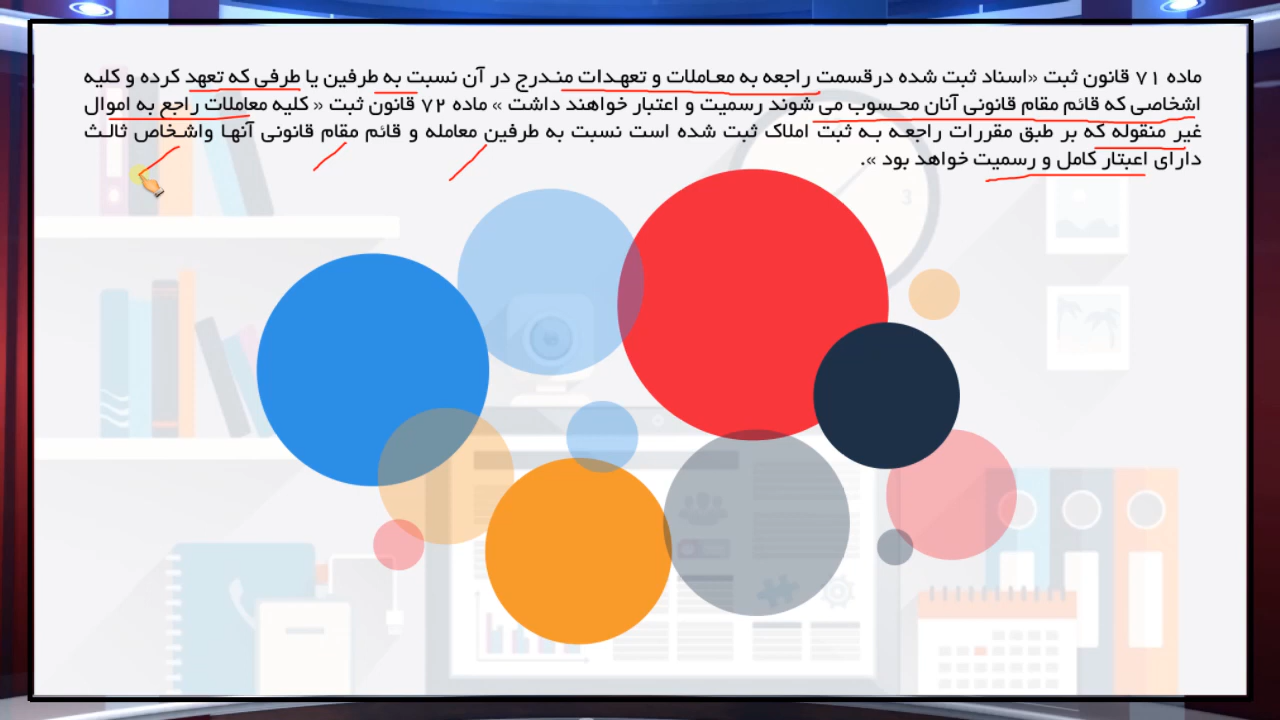 ماده ۷۱ قانون ثبت «اسناد ثبت شده درقسمت راجعه به معاملات و تعهدات مندرج در آن نسبت به طرفین یا طرفی که تعهد کرده و کلیه
اشخاصی که قائم مقام قانونی آنان محسوب می شوند رسمیت و اعتبار خواهند داشت » ماده ۷۲ قانون ثبت « کلیه معاملات راجع به اموال
غیر منقوله که بر طبق مقررات راجعه به ثبت املاک ثبت شده است نسبت به طرفین معامله و قائم مقام قانونی آنها واشخاص ثالث
دارای اعتبار کامل و رسمیت خواهد بود ».
3